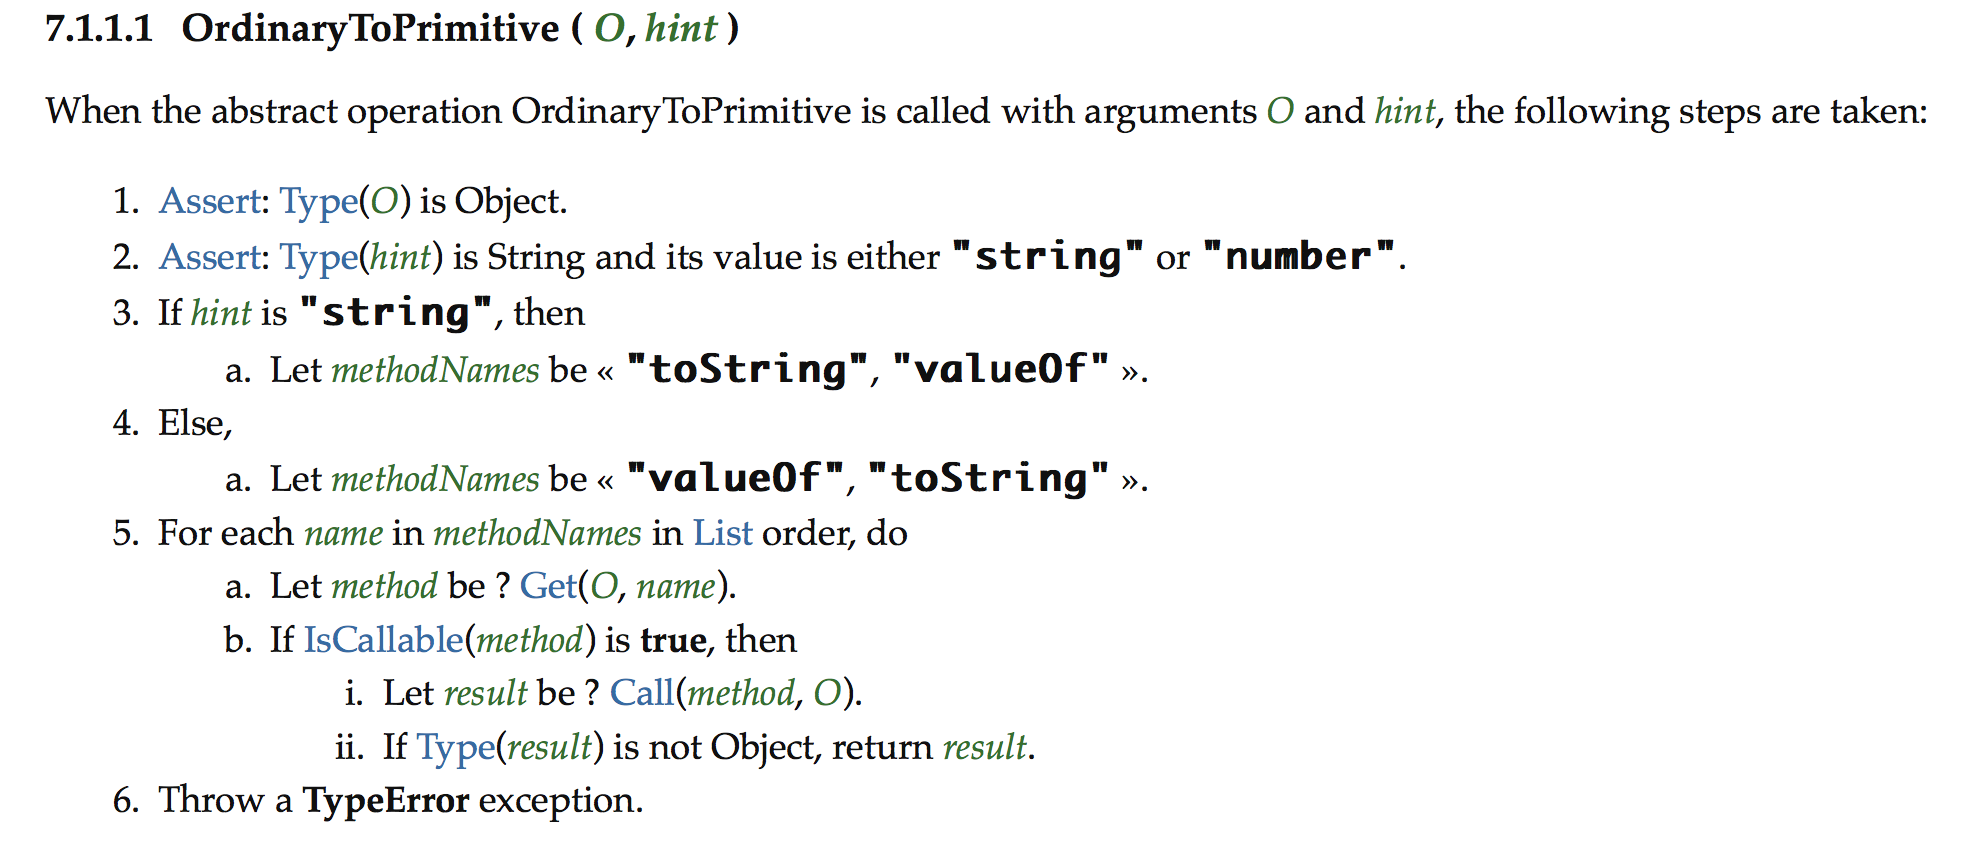 7.1.1.1 OrdinaryToPrimitive ( O, hint )
When the abstract operation OrdinaryToPrimitive is called with arguments O and hint, the following steps are taken:
1. Assert: Type(O) is Object.
2. Assert: Type(hint) is String and its value is either "string" or "number".
3. If hint is "string", then
a. Let methodNames be « "toString", "valueOf" ».
4. Else,
a. Let methodNames be « "valueOf", "toString" ».
5. For each name in methodNames in List order, do
a. Let method be ? Get(O, name).
b. If IsCallable(method) is true, then
i. Let result be ? Call(method, O).
ii. If Type(result) is not Object, return result.
6. Throw a TypeError exception.